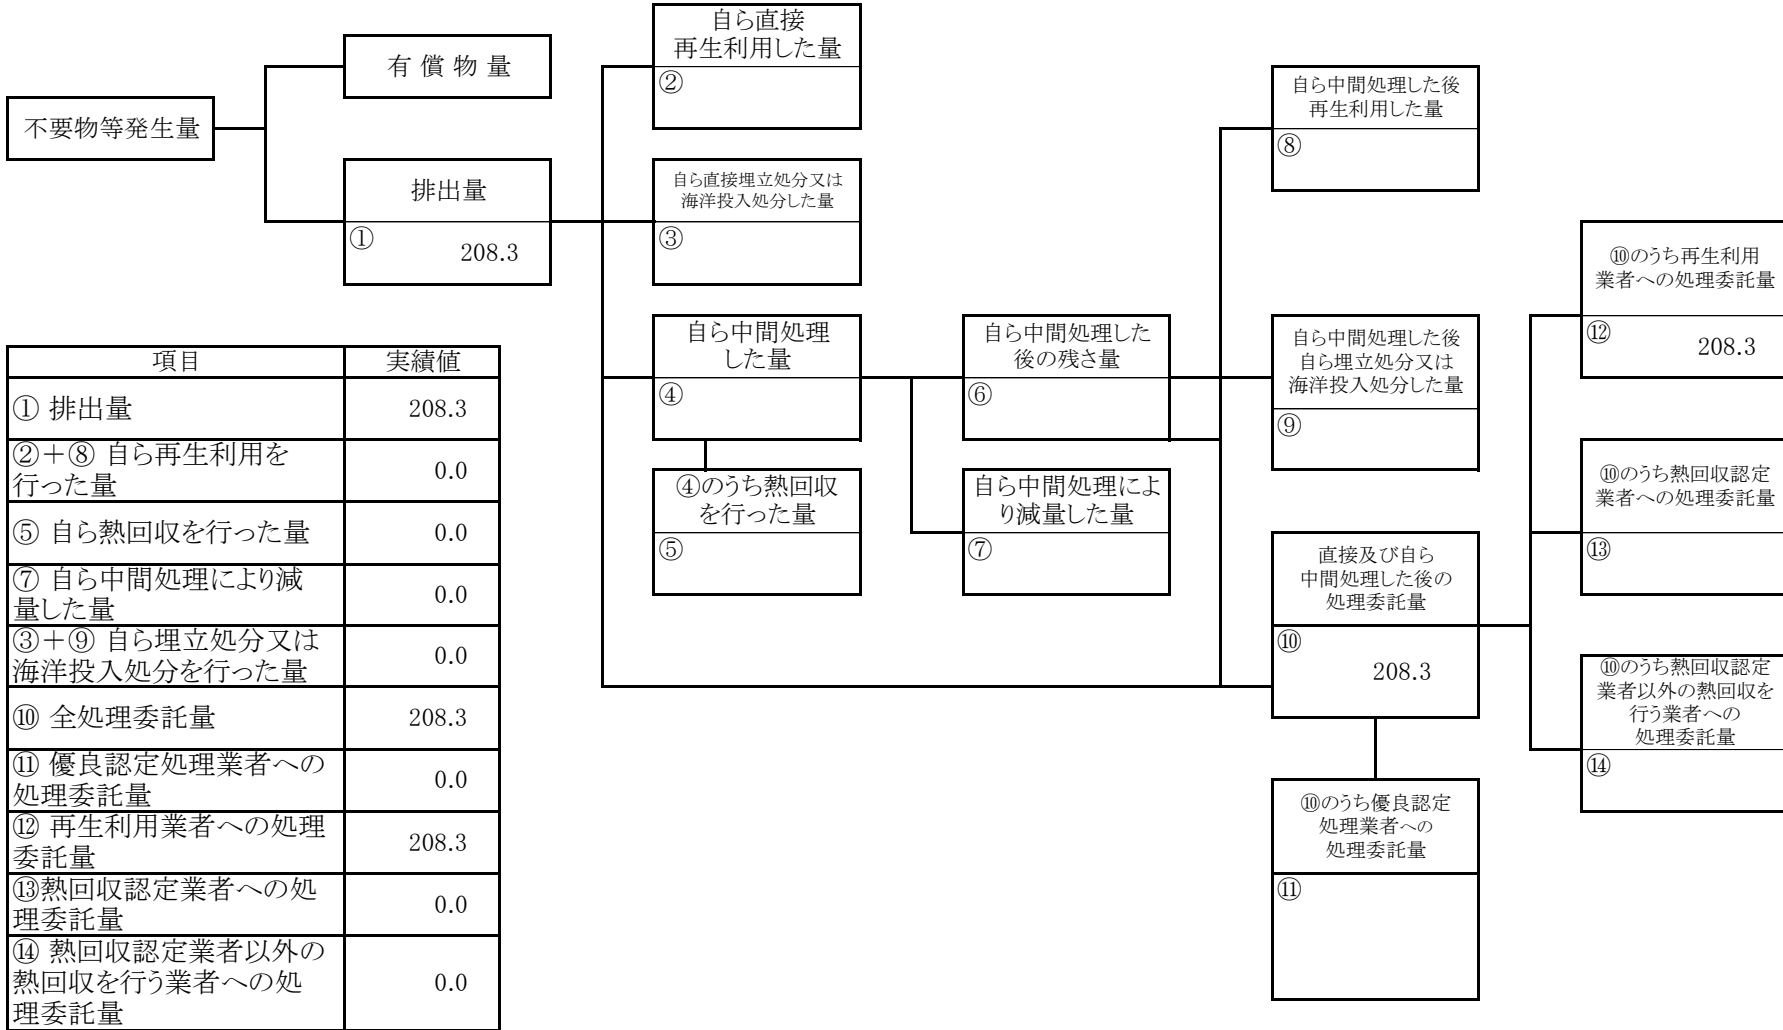 不要物等発生量
有 償 物 量
排出量
①
208.3
自ら直接
再生利用した量
②
自ら直接埋立処分又は
海洋投入処分した量
③
自ら中間処理
した量
④
④のうち熱回収
を行った量
⑤
自ら中間処理した
後の残さ量
⑥
自ら中間処理によ
り減量した量
⑦
自ら中間処理した後
再生利用した量
⑧
自ら中間処理した後
自ら埋立処分又は
海洋投入処分した量
⑨
直接及び自ら
中間処理した後の
処理委託量
⑩
208.3
⑩のうち優良認定
処理業者への
処理委託量
⑪
⑩のうち再生利用
業者への処理委託量
⑫
208.3
⑩のうち熱回収認定
業者への処理委託量
⑬
⑩のうち熱回収認定
業者以外の熱回収を
行う業者への
処理委託量
⑭
項目 実績値
① 排出量 208.3
②＋⑧ 自ら再生利用を
行った量 0.0
⑤ 自ら熱回収を行った量 0.0
⑦ 自ら中間処理により減
量した量 0.0
③＋⑨ 自ら埋立処分又は
海洋投入処分を行った量 0.0
⑩ 全処理委託量 208.3
⑪ 優良認定処理業者への
処理委託量 0.0
⑫ 再生利用業者への処理
委託量 208.3
⑬熱回収認定業者への処
理委託量 0.0
⑭ 熱回収認定業者以外の
熱回収を行う業者への処
理委託量 0.0